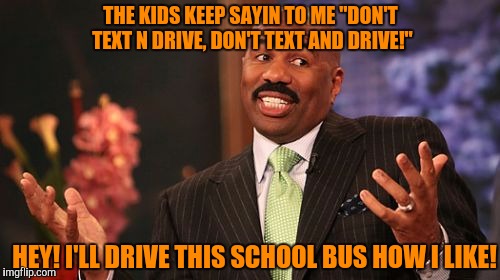 THE KIDS KEEP SAYIN TO ME "DON'T
TEXT N DRIVE, DON'T TEXT AND DRIVE!"
HEY! I'LL DRIVE THIS SCHOOL BUS HOW I LIKE!
imgflip.com